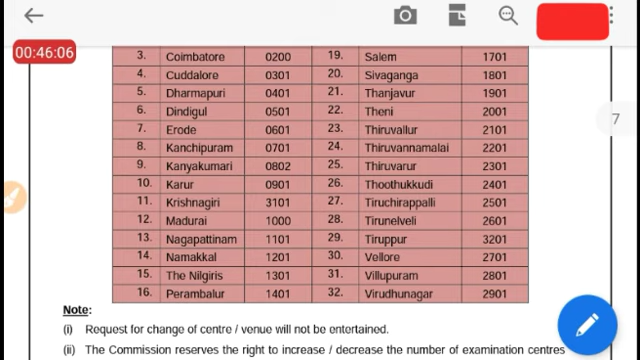 00:46:06
3. Coimbatore 0200 19. Salem 1701
4. Cuddalore 0301 20. Sivaganga 1801
5. Dharmapuri 0401 21. Thanjavur 1901
6. Dindigul 0501 22. Theni 2001
7. Erode 0601 23. Thiruvallur 2101
8. Kanchipuram 0701 24. Thiruvannamalai 2201
9. Kanyakumari 0802 25. Thiruvarur 2301
10. Karur 0901 26. Thoothukkudi 2401
11. Krishnagiri 3101 27. Tiruchirappalli 2501
12. Madurai 1000 28. Tirunelveli 2601
13. Nagapattinam 1101 29. Tiruppur 3201
14. Namakkal 1201 30. Vellore 2701
15. The Nilgiris 1301 31. Villupuram 2801
16. Perambalur 1401 32. Virudhunagar 2901
7
Note:
(i) Request for change of centre / venue will not be entertained.
(ii) The Commission reserves the right to increase / decrease the number of examination centres